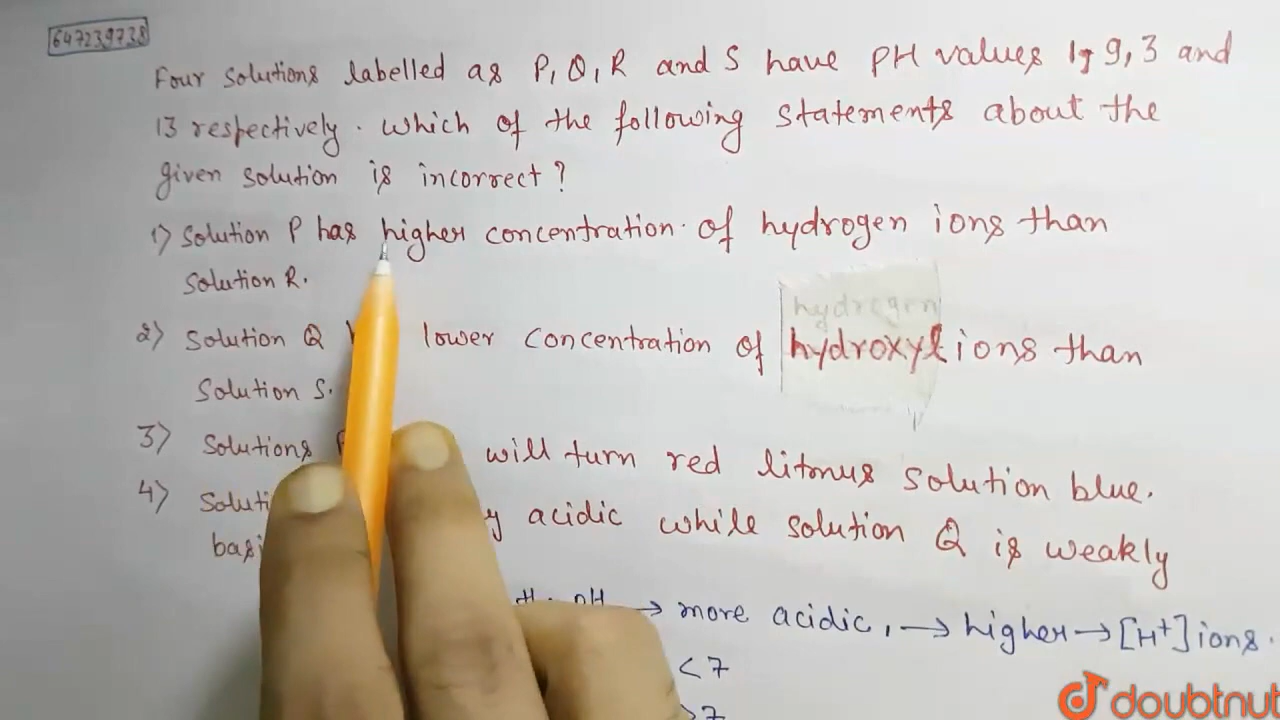 647239738
Four solutions labelled as P, Q, R and S have PH values 1, 9, 3 and
13 respectively. which of the following statements about the
given solution is incorrect?
1) Solution P has higher concentration of hydrogen ions than
Solution R.
hydrogen
2) Solution Q lower concentration of hydroxyl ions than
Solution S.
3) Solutions will turn red litmus solution blue.
4) acidic while solution Q is weakly
pH → more acidic, → higher → [H+] ions.
< 7
> 7
doubtnut